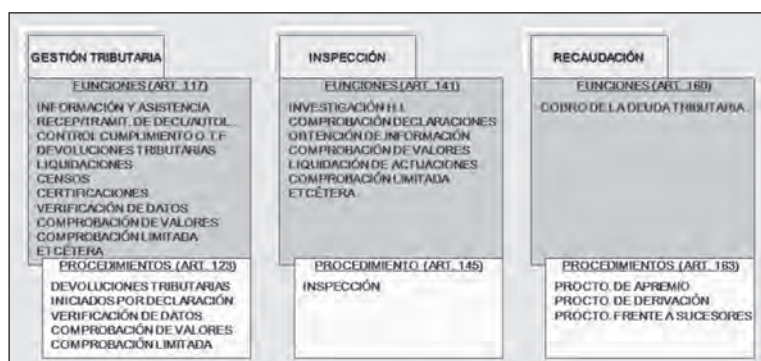 GESTIÓN TRIBUTARIA
FUNCIONES (ART. 117)
INFORMACIÓN Y ASISTENCIA
RECEP/TRAMIT. DE DECL/AUTOL...
CONTROL CUMPLIMIENTO O. T.F
DEVOLUCIONES TRIBUTARIAS
LIQUIDACIONES
CENSOS
CERTIFICACIONES
VERIFICACIÓN DE DATOS
COMPROBACIÓN DE VALORES
COMPROBACIÓN LIMITADA
ETCÉTERA
PROCEDIMIENTOS (ART. 123)
DEVOLUCIONES TRIBUTARIAS
INICIADOS POR DECLARACIÓN
VERIFICACIÓN DE DATOS
COMPROBACIÓN DE VALORES
COMPROBACIÓN LIMITADA
INSPECCIÓN
FUNCIONES (ART. 141)
INVESTIGACIÓN H.I.
COMPROBACIÓN DECLARACIONES
OBTENCIÓN DE INFORMACIÓN
COMPROBACIÓN DE VALORES
LIQUIDACIÓN DE ACTUACIONES
COMPROBACIÓN LIMITADA
ETCÉTERA
PROCEDIMIENTO (ART. 145)
INSPECCIÓN
RECAUDACIÓN
FUNCIONES (ART. 160)
COBRO DE LA DEUDA TRIBUTARIA
PROCEDIMIENTOS (ART. 163)
PROCTO. DE APREMIO
PROCTO. DE DERIVACIÓN
PROCTO. FRENTE A SUCESORES